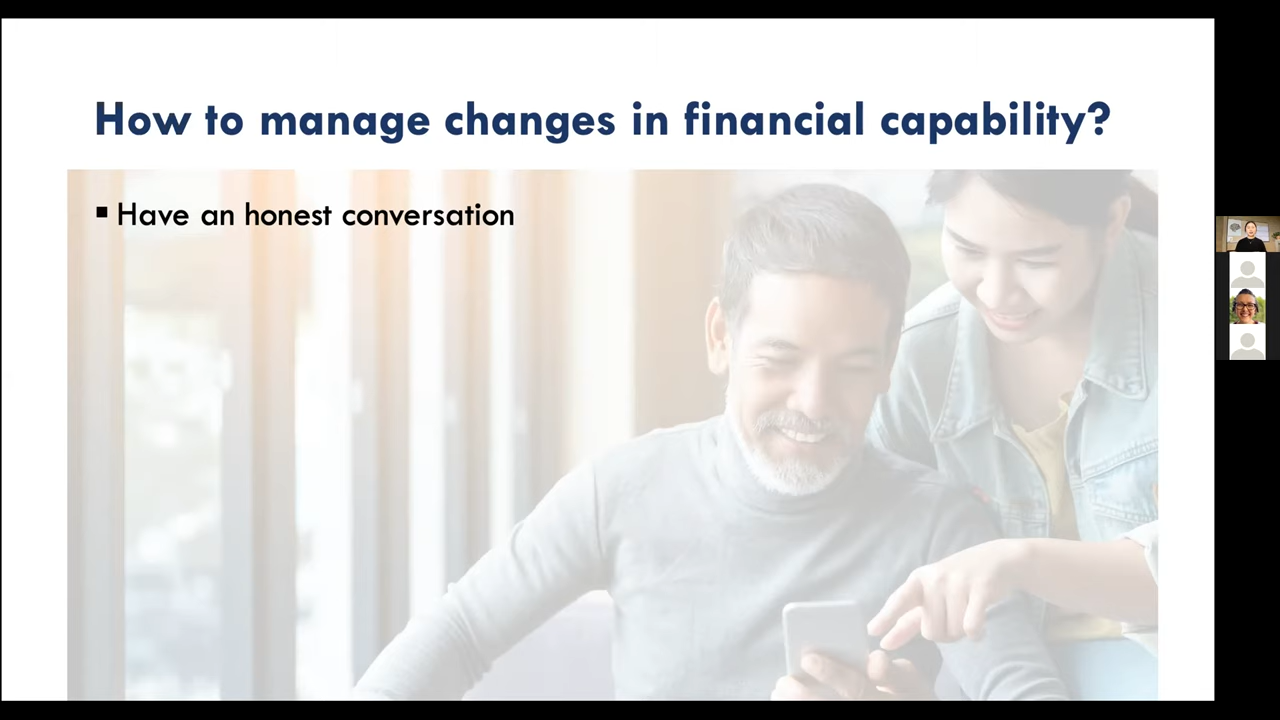 How to manage changes in financial capability?
▪ Have an honest conversation